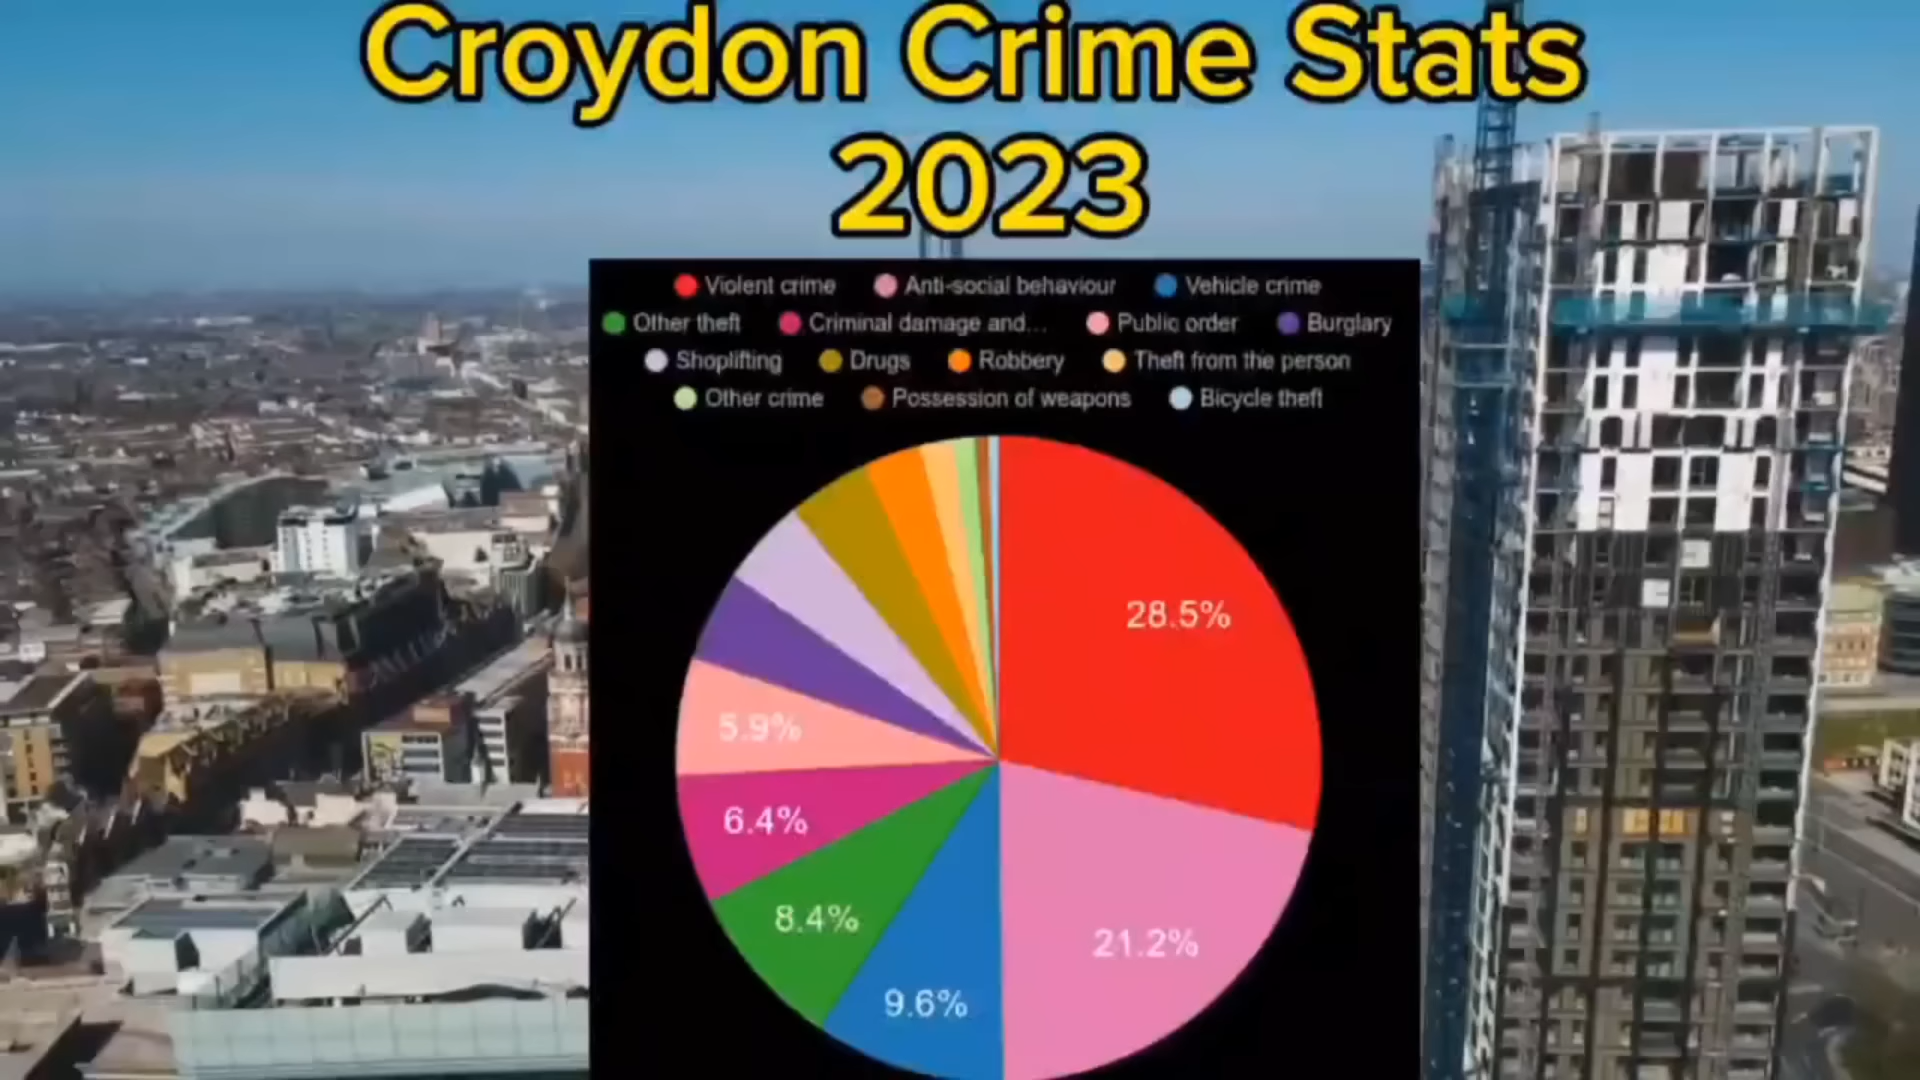 Croydon Crime Stats
2023
Violent crime Anti-social behaviour Vehicle crime
Other theft Criminal damage and... Public order Burglary
Shoplifting Drugs Robbery Theft from the person
Other crime Possession of weapons Bicycle theft
28.5%
5.9%
6.4%
8.4%
21.2%
9.6%